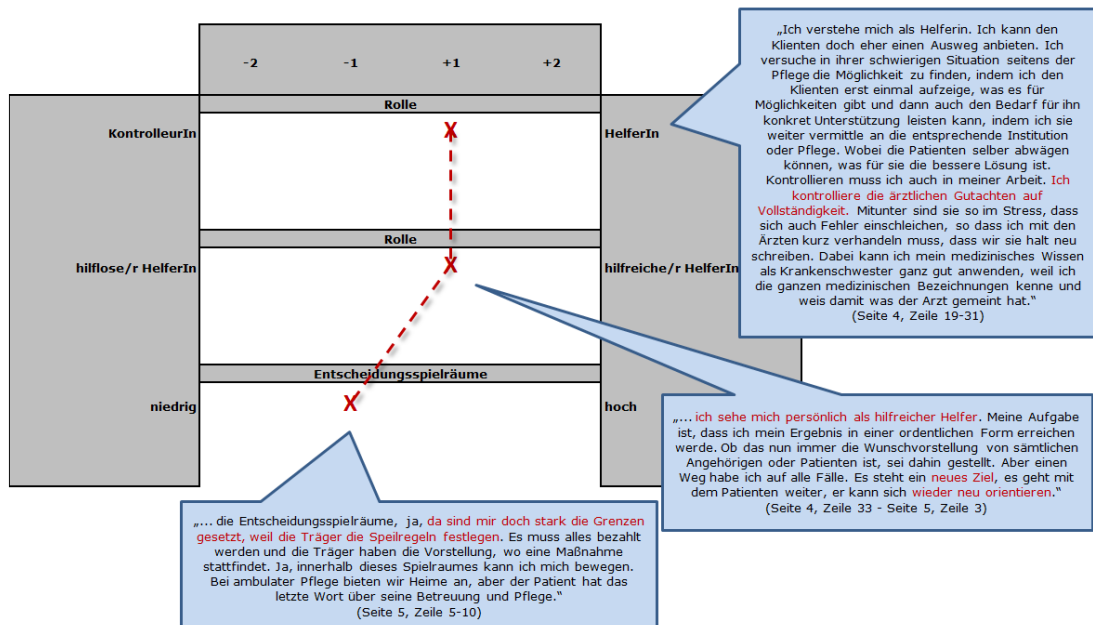 -2 -1 +1 +2
Rolle
KontrolleurIn
X
HelferIn
Rolle
hilflose/r HelferIn
X
hilfreiche/r HelferIn
Entscheidungsspielräume
niedrig
X
hoch
„Ich verstehe mich als Helferin. Ich kann den
Klienten doch eher einen Ausweg anbieten. Ich
versuche in ihrer schwierigen Situation seitens der
Pflege die Möglichkeit zu finden, indem ich den
Klienten erst einmal aufzeige, was es für
Möglichkeiten gibt und dann auch den Bedarf für ihn
konkret Unterstützung leisten kann, indem ich sie
weiter vermittle an die entsprechende Institution
oder Pflege. Wobei die Patienten selber abwägen
können, was für sie die bessere Lösung ist.
Kontrollieren muss ich auch in meiner Arbeit. Ich
kontrolliere die ärztlichen Gutachten auf
Vollständigkeit. Mitunter sind sie so im Stress, dass
sich auch Fehler einschleichen, so dass ich mit den
Ärzten kurz verhandeln muss, dass wir sie halt neu
schreiben. Dabei kann ich mein medizinisches Wissen
als Krankenschwester ganz gut anwenden, weil ich
die ganzen medizinischen Bezeichnungen kenne und
weis damit was der Arzt gemeint hat.“
(Seite 4, Zeile 19-31)
„... ich sehe mich persönlich als hilfreicher Helfer. Meine Aufgabe
ist, dass ich mein Ergebnis in einer ordentlichen Form erreichen
werde. Ob das nun immer die Wunschvorstellung von sämtlichen
Angehörigen oder Patienten ist, sei dahin gestellt. Aber einen
Weg habe ich auf alle Fälle. Es steht ein neues Ziel, es geht mit
dem Patienten weiter, er kann sich wieder neu orientieren.“
(Seite 4, Zeile 33 - Seite 5, Zeile 3)
„... die Entscheidungsspielräume, ja, da sind mir doch stark die Grenzen
gesetzt, weil die Träger die Speilregeln festlegen. Es muss alles bezahlt
werden und die Träger haben die Vorstellung, wo eine Maßnahme
stattfindet. Ja, innerhalb dieses Spielraumes kann ich mich bewegen.
Bei ambulater Pflege bieten wir Heime an, aber der Patient hat das
letzte Wort über seine Betreuung und Pflege.“
(Seite 5, Zeile 5-10)